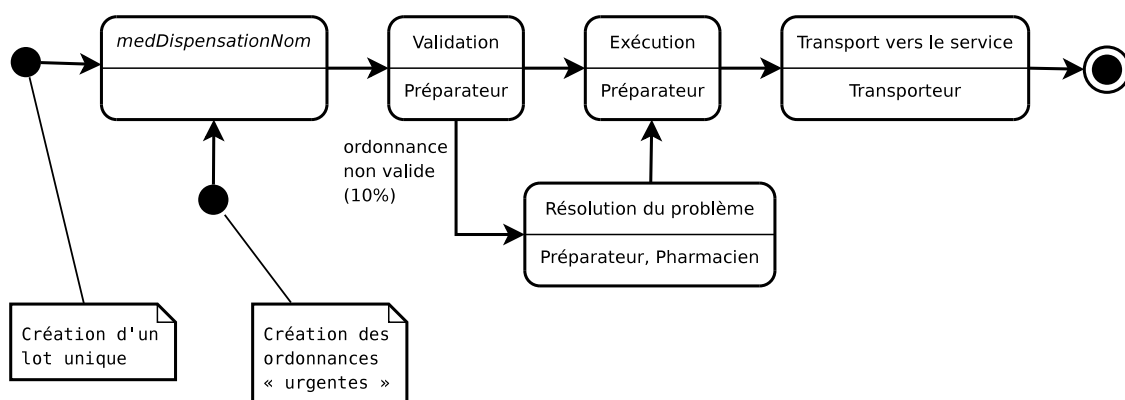 medDispensationNom
Validation
Préparateur
Exécution
Préparateur
Transport vers le service
Transporteur
ordonnance
non valide
(10%)
Résolution du problème
Préparateur, Pharmacien
Création d'un
lot unique
Création des
ordonnances
« urgentes »